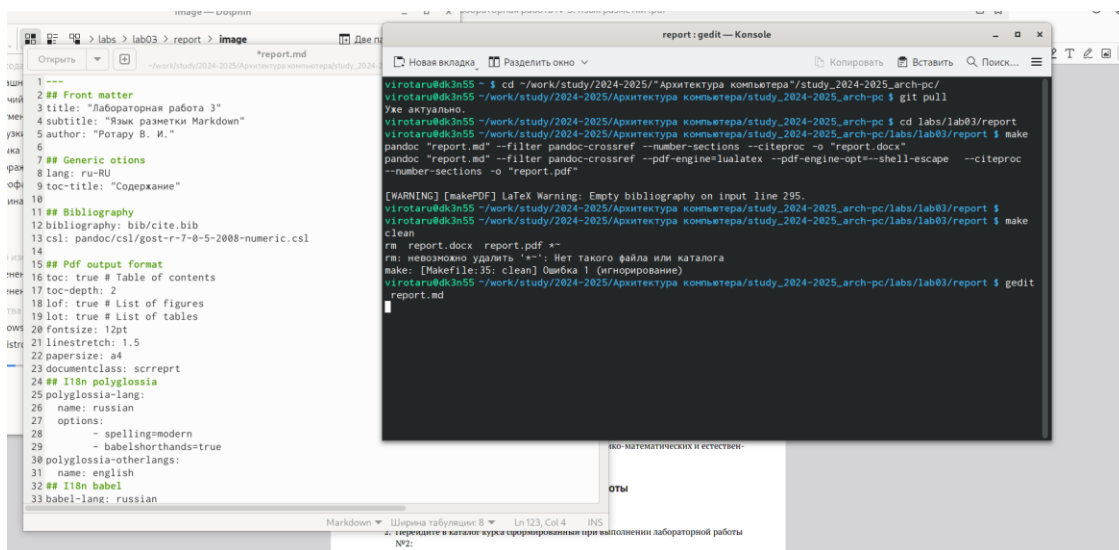 image — Dolphin
> labs > lab03 > report > image
Открыть
*report.md
~/work/study/2024-2025/Архитектура компьютера/study_2024-2
1 ---
2 ## Front matter
3 title: "Лабораторная работа 3"
4 subtitle: "Язык разметки Markdown"
5 author: "Ротару В. И."
6
7 ## Generic otions
8 lang: ru-RU
9 toc-title: "Содержание"
10
11 ## Bibliography
12 bibliography: bib/cite.bib
13 csl: pandoc/csl/gost-r-7-0-5-2008-numeric.csl
14
15 ## Pdf output format
16 toc: true # Table of contents
17 toc-depth: 2
18 lof: true # List of figures
19 lot: true # List of tables
20 fontsize: 12pt
21 linestretch: 1.5
22 papersize: a4
23 documentclass: scrreprt
24 ## I18n polyglossia
25 polyglossia-lang:
26 name: russian
27 options:
28 - spelling=modern
29 - babelshorthands=true
30 polyglossia-otherlangs:
31 name: english
32 ## I18n babel
33 babel-lang: russian
Markdown Ширина табуляции: 8 Ln 123, Col 4 INS
report : gedit — Konsole
Новая вкладка Разделить окно Копировать Вставить Поиск...
virotaru@dk3n55 ~ $ cd ~/work/study/2024-2025/"Архитектура компьютера"/study_2024-2025_arch-pc/
virotaru@dk3n55 ~/work/study/2024-2025/Архитектура компьютера/study_2024-2025_arch-pc $ git pull
Уже актуально.
virotaru@dk3n55 ~/work/study/2024-2025/Архитектура компьютера/study_2024-2025_arch-pc $ cd labs/lab03/report
virotaru@dk3n55 ~/work/study/2024-2025/Архитектура компьютера/study_2024-2025_arch-pc/labs/lab03/report $ make
pandoc "report.md" --filter pandoc-crossref --number-sections --citeproc -o "report.docx"
pandoc "report.md" --filter pandoc-crossref --pdf-engine=lualatex --pdf-engine-opt=--shell-escape --citeproc
--number-sections -o "report.pdf"
[WARNING] [makePDF] LaTeX Warning: Empty bibliography on input line 295.
virotaru@dk3n55 ~/work/study/2024-2025/Архитектура компьютера/study_2024-2025_arch-pc/labs/lab03/report $
virotaru@dk3n55 ~/work/study/2024-2025/Архитектура компьютера/study_2024-2025_arch-pc/labs/lab03/report $ make
clean
rm report.docx report.pdf *~
rm: невозможно удалить '*~': Нет такого файла или каталога
make: [Makefile:35: clean] Ошибка 1 (игнорирование)
virotaru@dk3n55 ~/work/study/2024-2025/Архитектура компьютера/study_2024-2025_arch-pc/labs/lab03/report $ gedit
report.md
ико-математических и естествен-
оты
2. Перейдите в каталог курса сформированный при выполнении лабораторной работы
№2: